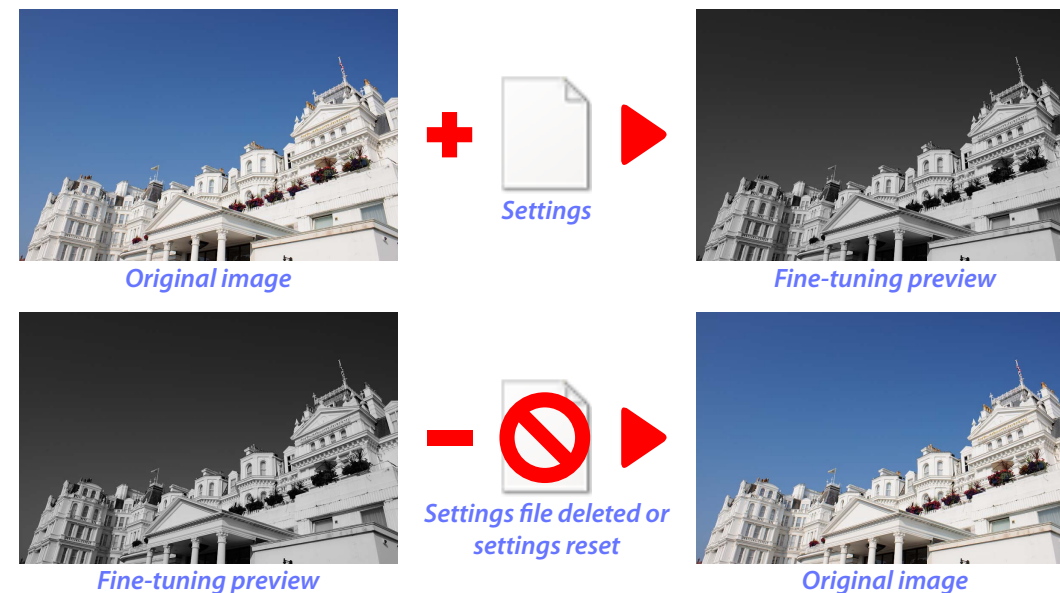 Settings
Original image
Fine-tuning preview
Settings file deleted or
settings reset
Fine-tuning preview
Original image